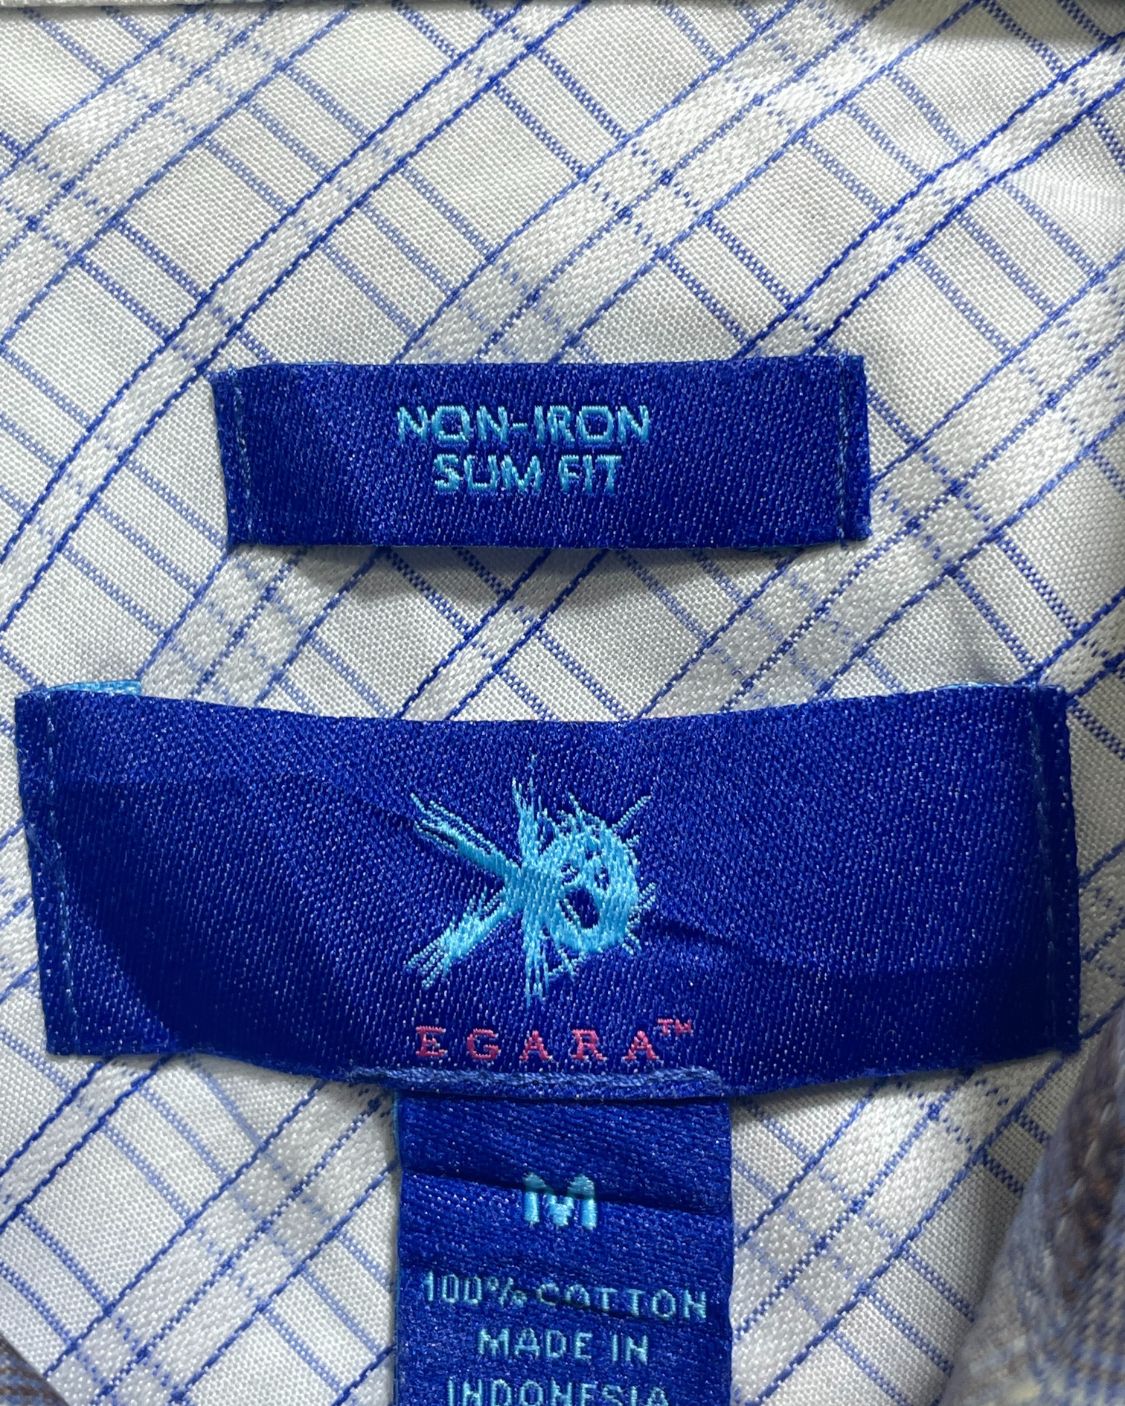 NON-IRON
SLIM FIT
EGARA™
M
100% COTTON
MADE IN
INDONESIA